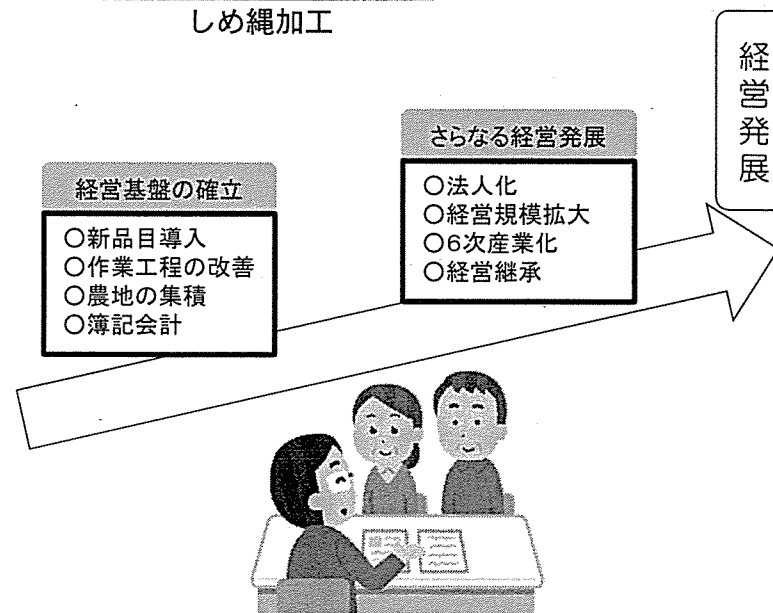 しめ縄加工
経営発展
さらなる経営発展
○法人化
○経営規模拡大
○6次産業化
○経営継承
経営基盤の確立
○新品目導入
○作業工程の改善
○農地の集積
○簿記会計